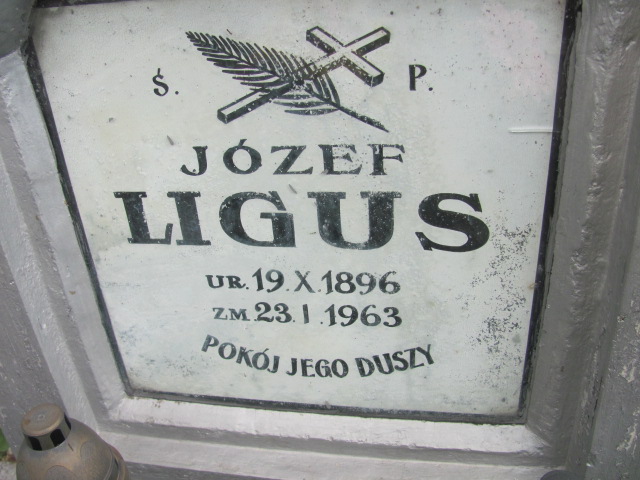 Ś. P.
JÓZEF
LIGUS
UR. 19. X. 1896
ZM. 23. I. 1963
POKÓJ JEGO DUSZY